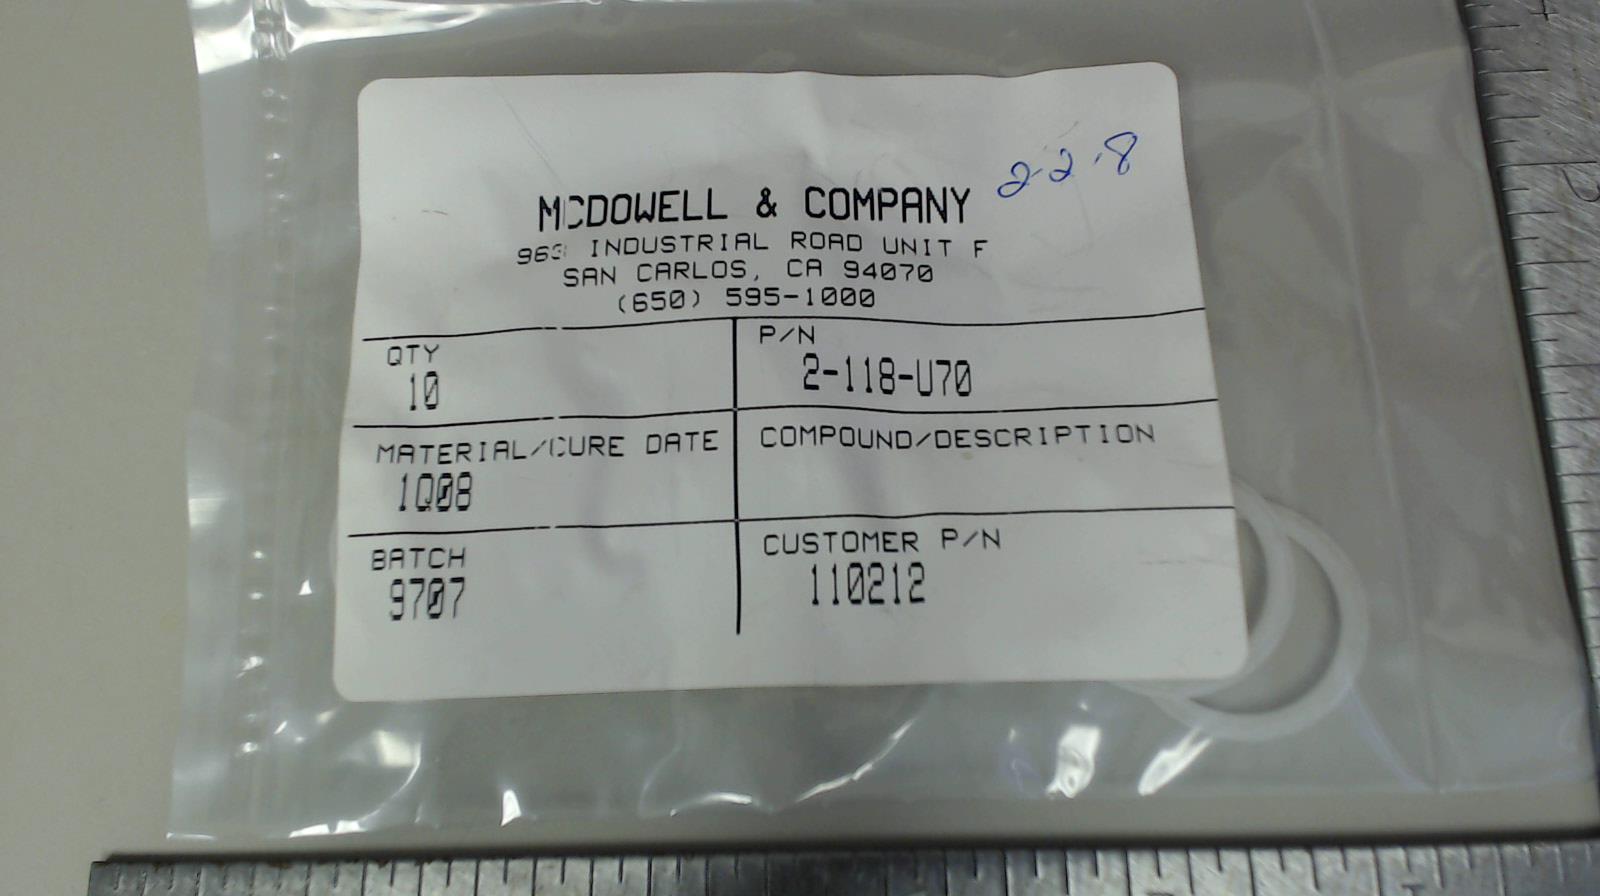 2-2-8
MCDOWELL & COMPANY
963 INDUSTRIAL ROAD UNIT F
SAN CARLOS, CA 94070
(650) 595-1000
QTY
10
P/N
2-118-U70
MATERIAL/CURE DATE
1Q08
COMPOUND/DESCRIPTION
BATCH
9707
CUSTOMER P/N
110212